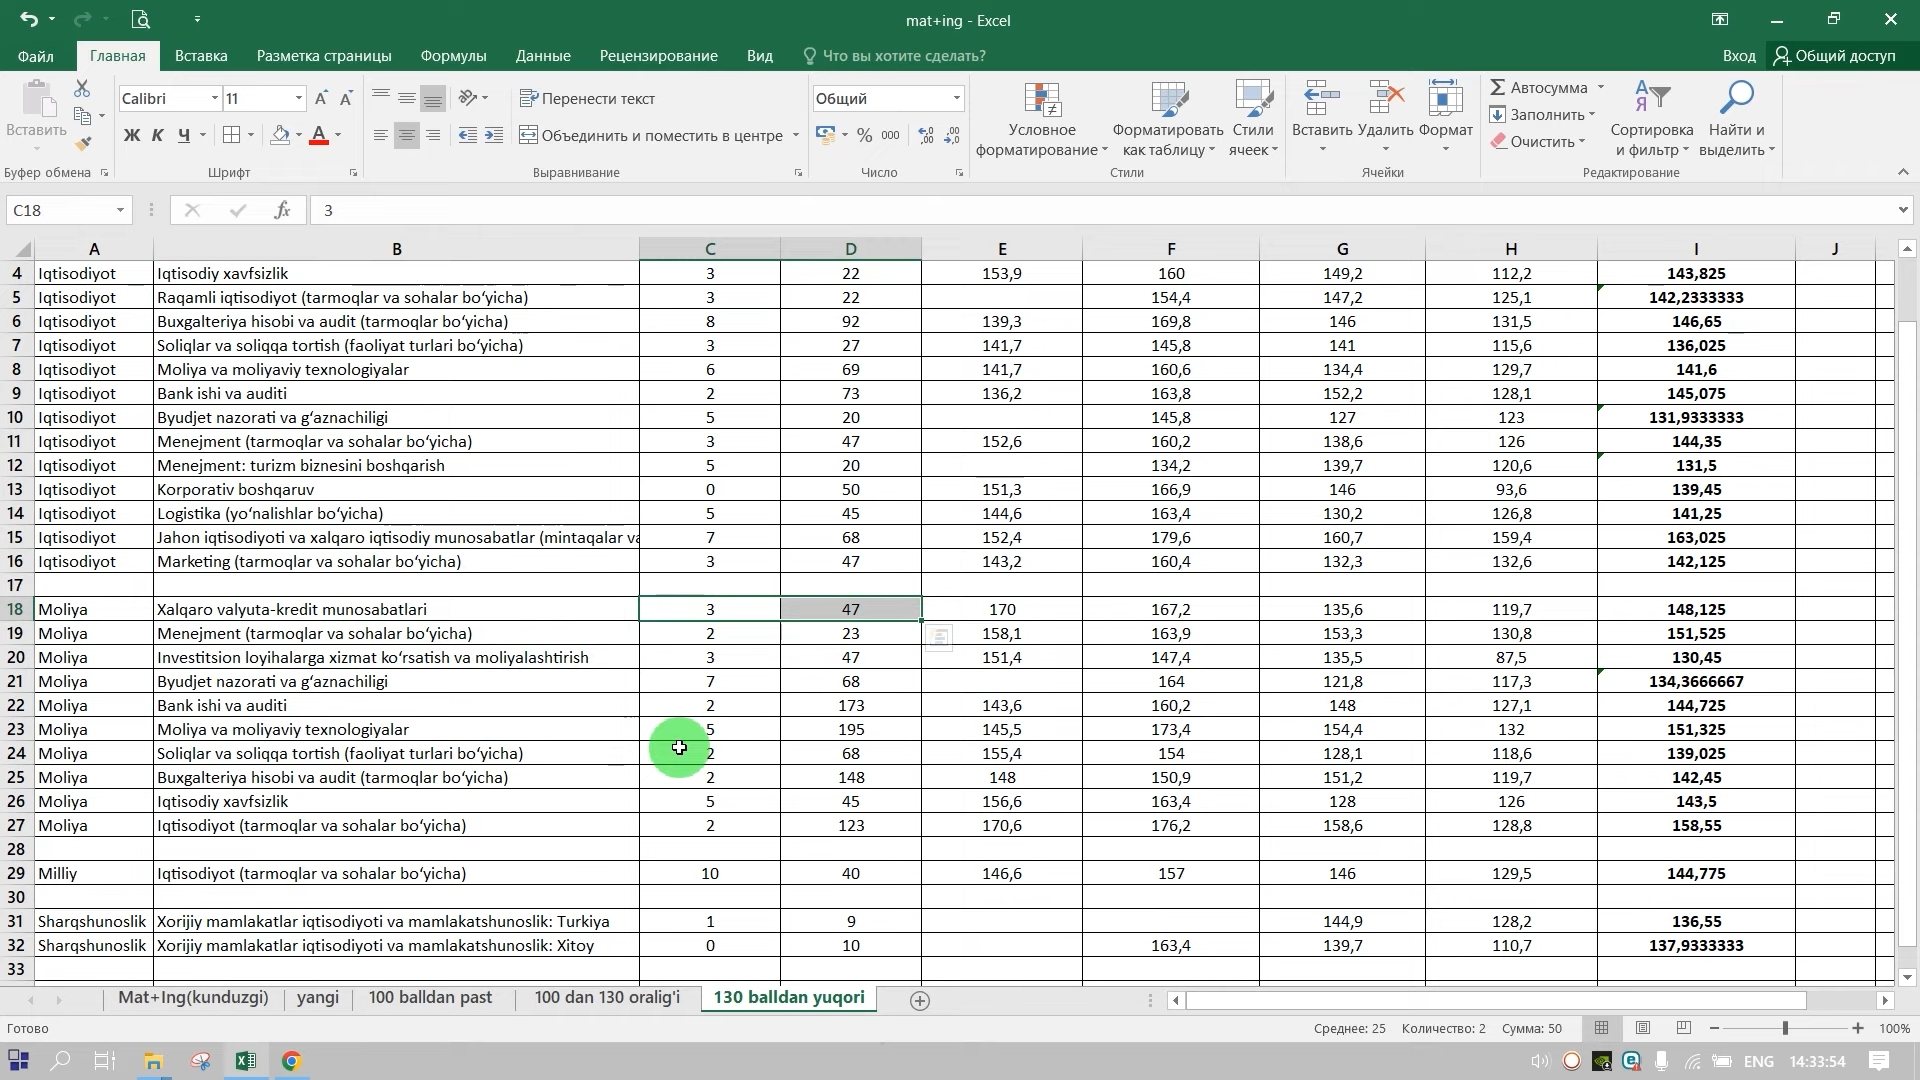 mat+ing - Excel
Файл Главная Вставка Разметка страницы Формулы Данные Рецензирование Вид Что вы хотите сделать? Вход Общий доступ
Вставить
Буфер обмена
Calibri 11
Ж К Ч
Шрифт
Перенести текст
Объединить и поместить в центре
Выравнивание
Общий
% 000
Число
Условное форматирование
Форматировать как таблицу
Стили ячеек
Стили
Вставить Удалить Формат
Ячейки
Автосумма
Заполнить
Очистить
Сортировка и фильтр
Найти и выделить
Редактирование
C18 fx 3
A B C D E F G H I J
4 Iqtisodiyot Iqtisodiy xavfsizlik 3 22 153,9 160 149,2 112,2 143,825
5 Iqtisodiyot Raqamli iqtisodiyot (tarmoqlar va sohalar bo‘yicha) 3 22 154,4 147,2 125,1 142,2333333
6 Iqtisodiyot Buxgalteriya hisobi va audit (tarmoqlar bo‘yicha) 8 92 139,3 169,8 146 131,5 146,65
7 Iqtisodiyot Soliqlar va soliqqa tortish (faoliyat turlari bo‘yicha) 3 27 141,7 145,8 141 115,6 136,025
8 Iqtisodiyot Moliya va moliyaviy texnologiyalar 6 69 141,7 160,6 134,4 129,7 141,6
9 Iqtisodiyot Bank ishi va auditi 2 73 136,2 163,8 152,2 128,1 145,075
10 Iqtisodiyot Byudjet nazorati va g‘aznachiligi 5 20 145,8 127 123 131,9333333
11 Iqtisodiyot Menejment (tarmoqlar va sohalar bo‘yicha) 3 47 152,6 160,2 138,6 126 144,35
12 Iqtisodiyot Menejment: turizm biznesini boshqarish 5 20 134,2 139,7 120,6 131,5
13 Iqtisodiyot Korporativ boshqaruv 0 50 151,3 166,9 146 93,6 139,45
14 Iqtisodiyot Logistika (yo‘nalishlar bo‘yicha) 5 45 144,6 163,4 130,2 126,8 141,25
15 Iqtisodiyot Jahon iqtisodiyoti va xalqaro iqtisodiy munosabatlar (mintaqalar va 7 68 152,4 179,6 160,7 159,4 163,025
16 Iqtisodiyot Marketing (tarmoqlar va sohalar bo‘yicha) 3 47 143,2 160,4 132,3 132,6 142,125
17
18 Moliya Xalqaro valyuta-kredit munosabatlari 3 47 170 167,2 135,6 119,7 148,125
19 Moliya Menejment (tarmoqlar va sohalar bo‘yicha) 2 23 158,1 163,9 153,3 130,8 151,525
20 Moliya Investitsion loyihalarga xizmat ko‘rsatish va moliyalashtirish 3 47 151,4 147,4 135,5 87,5 130,45
21 Moliya Byudjet nazorati va g‘aznachiligi 7 68 164 121,8 117,3 134,3666667
22 Moliya Bank ishi va auditi 2 173 143,6 160,2 148 127,1 144,725
23 Moliya Moliya va moliyaviy texnologiyalar 5 195 145,5 173,4 154,4 132 151,325
24 Moliya Soliqlar va soliqqa tortish (faoliyat turlari bo‘yicha) 2 68 155,4 154 128,1 118,6 139,025
25 Moliya Buxgalteriya hisobi va audit (tarmoqlar bo‘yicha) 2 148 148 150,9 151,2 119,7 142,45
26 Moliya Iqtisodiy xavfsizlik 5 45 156,6 163,4 128 126 143,5
27 Moliya Iqtisodiyot (tarmoqlar va sohalar bo‘yicha) 2 123 170,6 176,2 158,6 128,8 158,55
28
29 Milliy Iqtisodiyot (tarmoqlar va sohalar bo‘yicha) 10 40 146,6 157 146 129,5 144,775
30
31 Sharqshunoslik Xorijiy mamlakatlar iqtisodiyoti va mamlakatshunoslik: Turkiya 1 9 144,9 128,2 136,55
32 Sharqshunoslik Xorijiy mamlakatlar iqtisodiyoti va mamlakatshunoslik: Xitoy 0 10 163,4 139,7 110,7 137,9333333
33
Mat+Ing(kunduzgi) yangi 100 balldan past 100 dan 130 oralig'i 130 balldan yuqori
Готово Среднее: 25 Количество: 2 Сумма: 50 100%
ENG 14:33:54